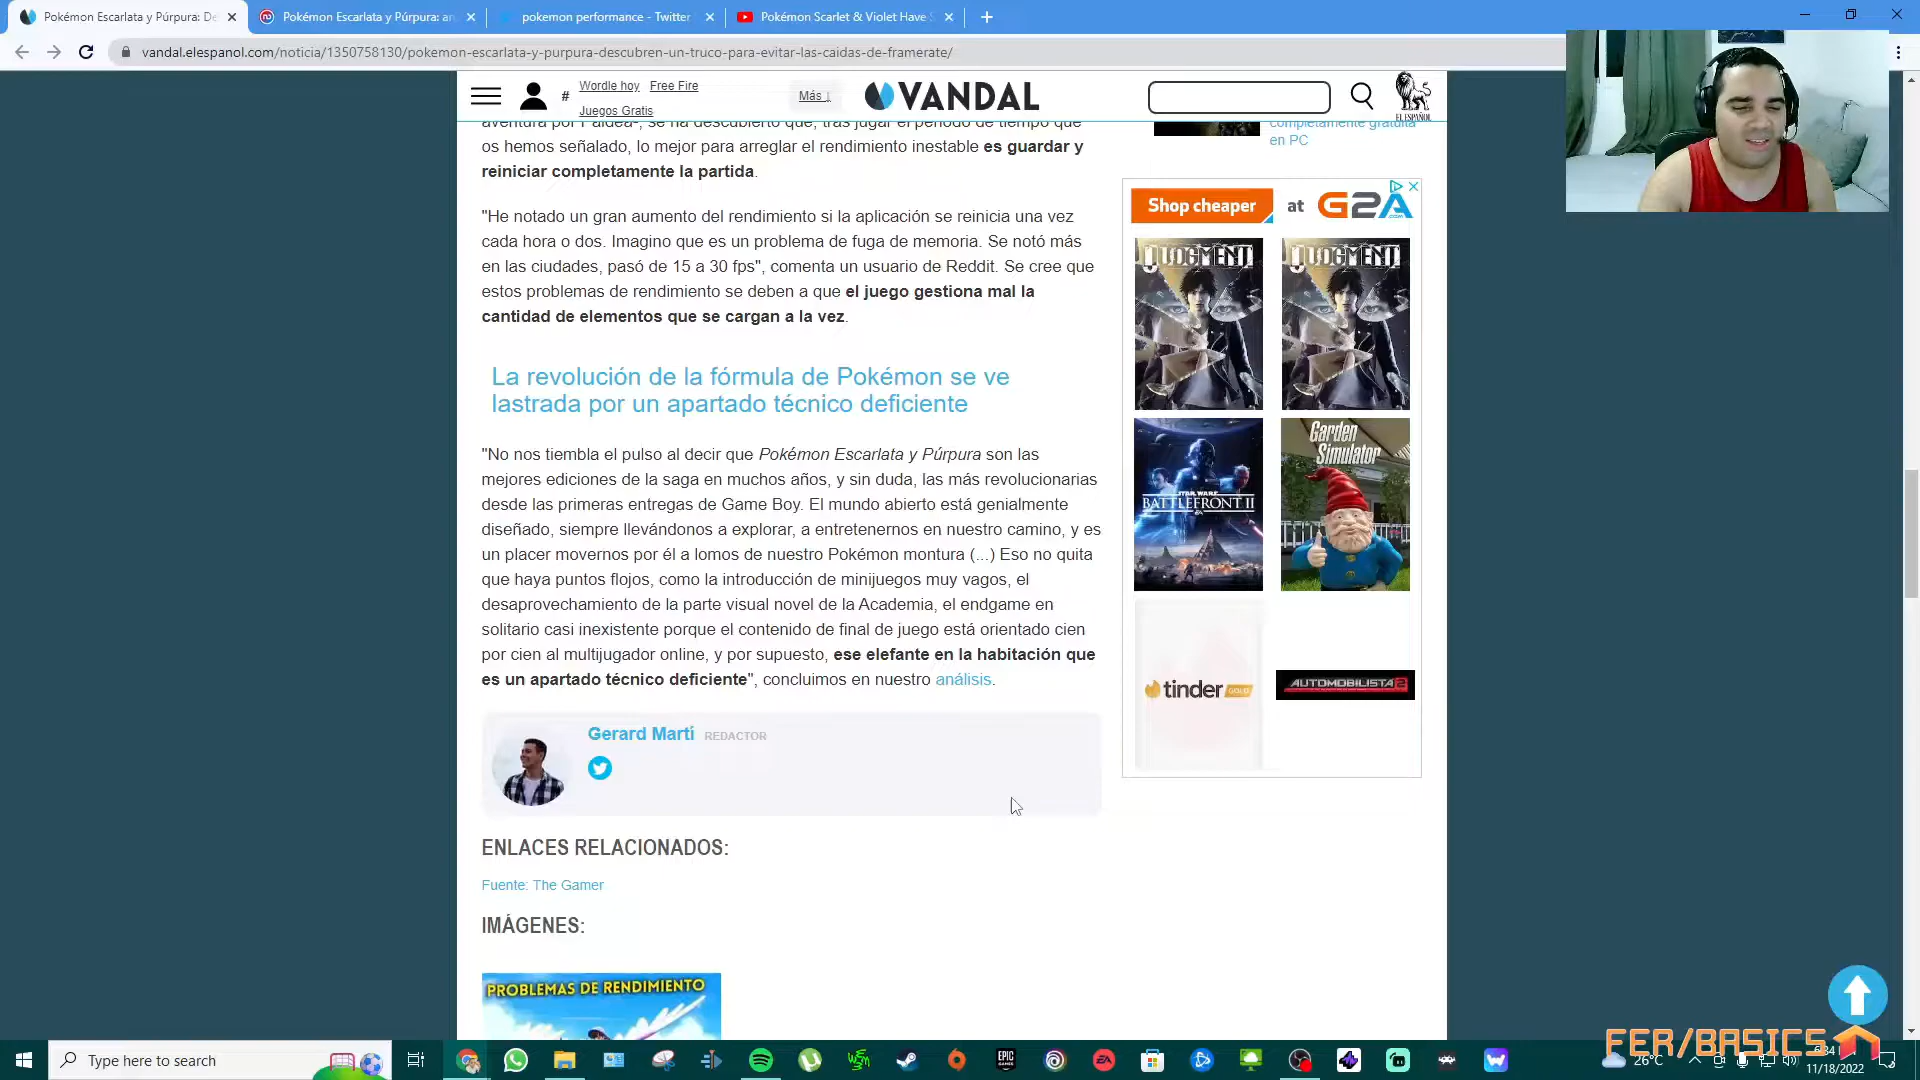 Pokémon Escarlata y Púrpura: De
Pokémon Escarlata y Púrpura: an
pokemon performance - Twitter
Pokémon Scarlet & Violet Have
vandal.elespanol.com/noticia/1350758130/pokemon-escarlata-y-purpura-descubren-un-truco-para-evitar-las-caidas-de-framerate/
# Wordle hoy Free Fire
Juegos Gratis
Más ↓
VANDAL
EL ESPAÑOL
aventura por Paldea-, se ha descubierto que, tras jugar el periodo de tiempo que
os hemos señalado, lo mejor para arreglar el rendimiento inestable es guardar y
reiniciar completamente la partida.
"He notado un gran aumento del rendimiento si la aplicación se reinicia una vez
cada hora o dos. Imagino que es un problema de fuga de memoria. Se notó más
en las ciudades, pasó de 15 a 30 fps", comenta un usuario de Reddit. Se cree que
estos problemas de rendimiento se deben a que el juego gestiona mal la
cantidad de elementos que se cargan a la vez.
La revolución de la fórmula de Pokémon se ve
lastrada por un apartado técnico deficiente
"No nos tiembla el pulso al decir que Pokémon Escarlata y Púrpura son las
mejores ediciones de la saga en muchos años, y sin duda, las más revolucionarias
desde las primeras entregas de Game Boy. El mundo abierto está genialmente
diseñado, siempre llevándonos a explorar, a entretenernos en nuestro camino, y es
un placer movernos por él a lomos de nuestro Pokémon montura (...) Eso no quita
que haya puntos flojos, como la introducción de minijuegos muy vagos, el
desaprovechamiento de la parte visual novel de la Academia, el endgame en
solitario casi inexistente porque el contenido de final de juego está orientado cien
por cien al multijugador online, y por supuesto, ese elefante en la habitación que
es un apartado técnico deficiente", concluimos en nuestro análisis.
Gerard Martí REDACTOR
ENLACES RELACIONADOS:
Fuente: The Gamer
IMÁGENES:
PROBLEMAS DE RENDIMIENTO
completamente gratuita
en PC
Shop cheaper at G2A.COM
JUDGMENT
JUDGMENT
STAR WARS
BATTLEFRONT II
EA
Garden
Simulator
tinder GOLD
AUTOMOBILISTA 2
FER/BASICS
Type here to search
EPIC
GAMES
EA
26°C
11/18/2022